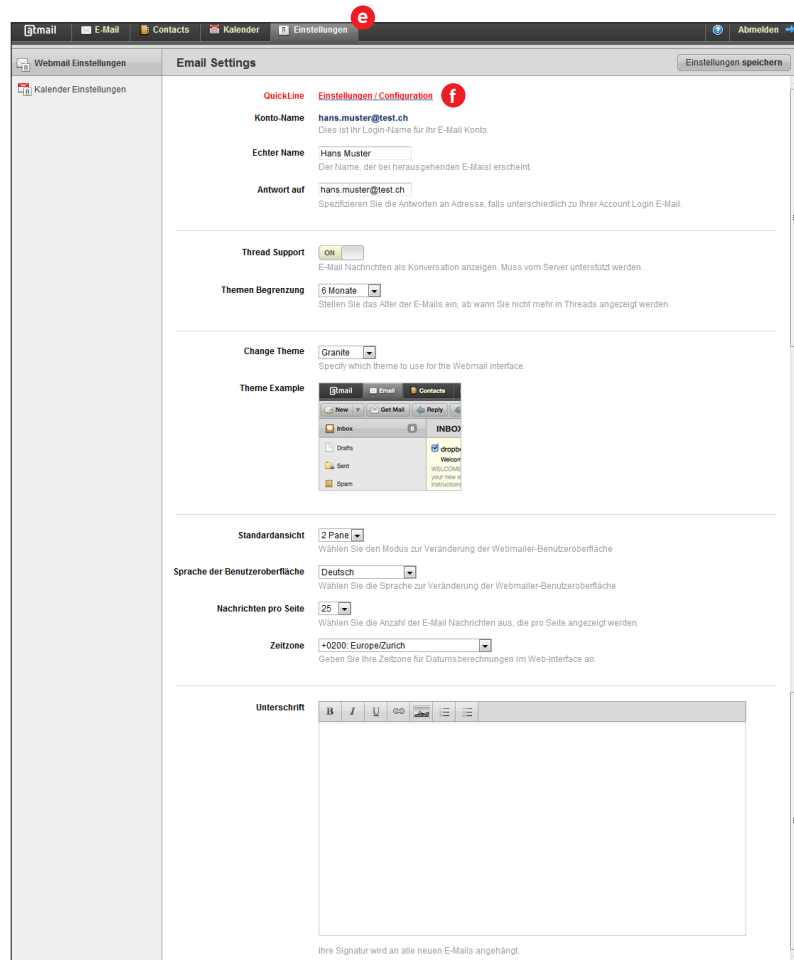 e
@tmail E-Mail Contacts Kalender Einstellungen ? Abmelden
Webmail Einstellungen
Kalender Einstellungen
Email Settings Einstellungen speichern
QuickLine Einstellungen / Configuration f
Konto-Name hans.muster@test.ch
Dies ist Ihr Login-Name für Ihr E-Mail Konto.
Echter Name Hans Muster
Der Name, der bei herausgehenden E-Maisl erscheint.
Antwort auf hans.muster@test.ch
Spezifizieren Sie die Antworten an Adresse, falls unterschiedlich zu Ihrer Account Login E-Mail.
Thread Support ON
E-Mail Nachrichten als Konversation anzeigen. Muss vom Server unterstützt werden.
Themen Begrenzung 6 Monate
Stellen Sie das Alter der E-Mails ein, ab wann Sie nicht mehr in Threads angezeigt werden.
Change Theme Granite
Specify which theme to use for the Webmail interface.
Theme Example
@tmail Email Contacts
New Get Mail Reply
Inbox 6 INBOX
Drafts dropbo
Welcom
Sent WELCOME
your new e
Spam instruction
Standardansicht 2 Pane
Wählen Sie den Modus zur Veränderung der Webmailer-Benutzeroberfläche
Sprache der Benutzeroberfläche Deutsch
Wählen Sie die Sprache zur Veränderung der Webmailer-Benutzeroberfläche
Nachrichten pro Seite 25
Wählen Sie die Anzahl der E-Mail Nachrichten aus, die pro Seite angezeigt werden.
Zeitzone +0200: Europe/Zurich
Geben Sie Ihre Zeitzone für Datumsberechnungen im Web-Interface an.
Unterschrift B I U
Ihre Signatur wird an alle neuen E-Mails angehängt.